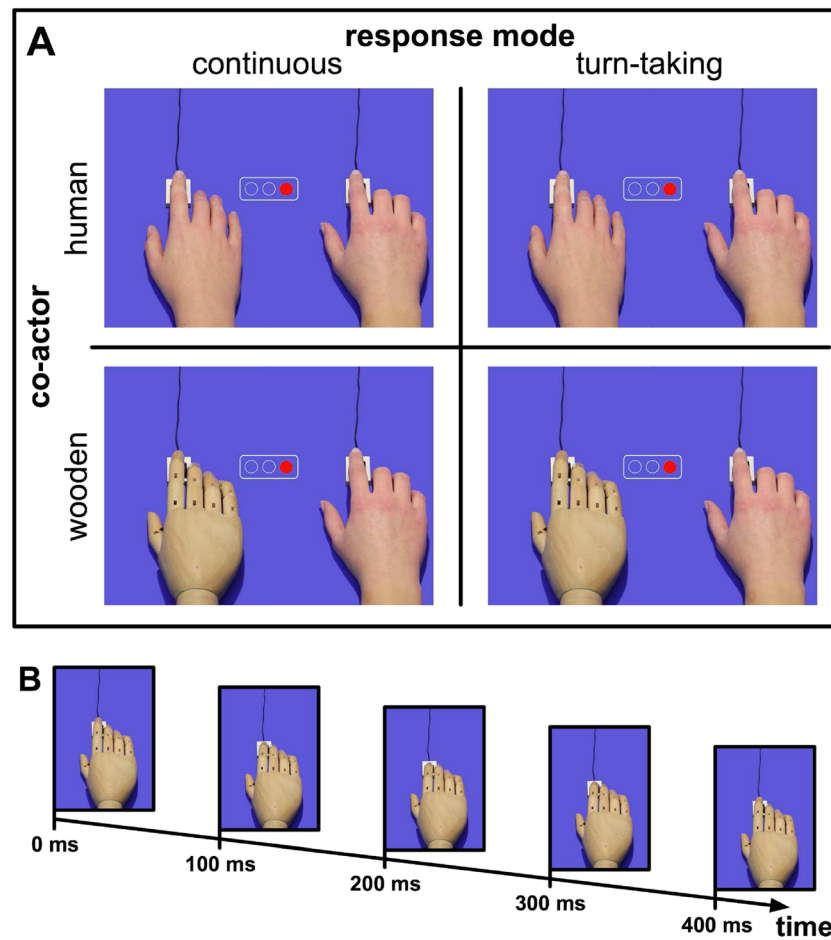 A
response mode
continuous
turn-taking
co-actor
human
wooden
B
0 ms
100 ms
200 ms
300 ms
400 ms
time